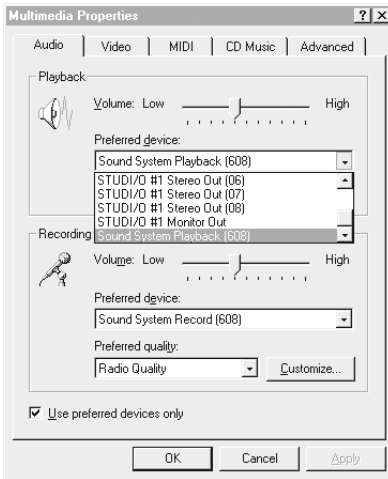 Multimedia Properties
Audio Video MIDI CD Music Advanced
Playback
Volume: Low High
Preferred device:
Sound System Playback (608)
STUDI/O #1 Stereo Out (06)
STUDI/O #1 Stereo Out (07)
STUDI/O #1 Stereo Out (08)
STUDI/O #1 Monitor Out
Sound System Playback (608)
Recording
Volume: Low High
Preferred device:
Sound System Record (608)
Preferred quality:
Radio Quality Customize...
Use preferred devices only
OK Cancel Apply